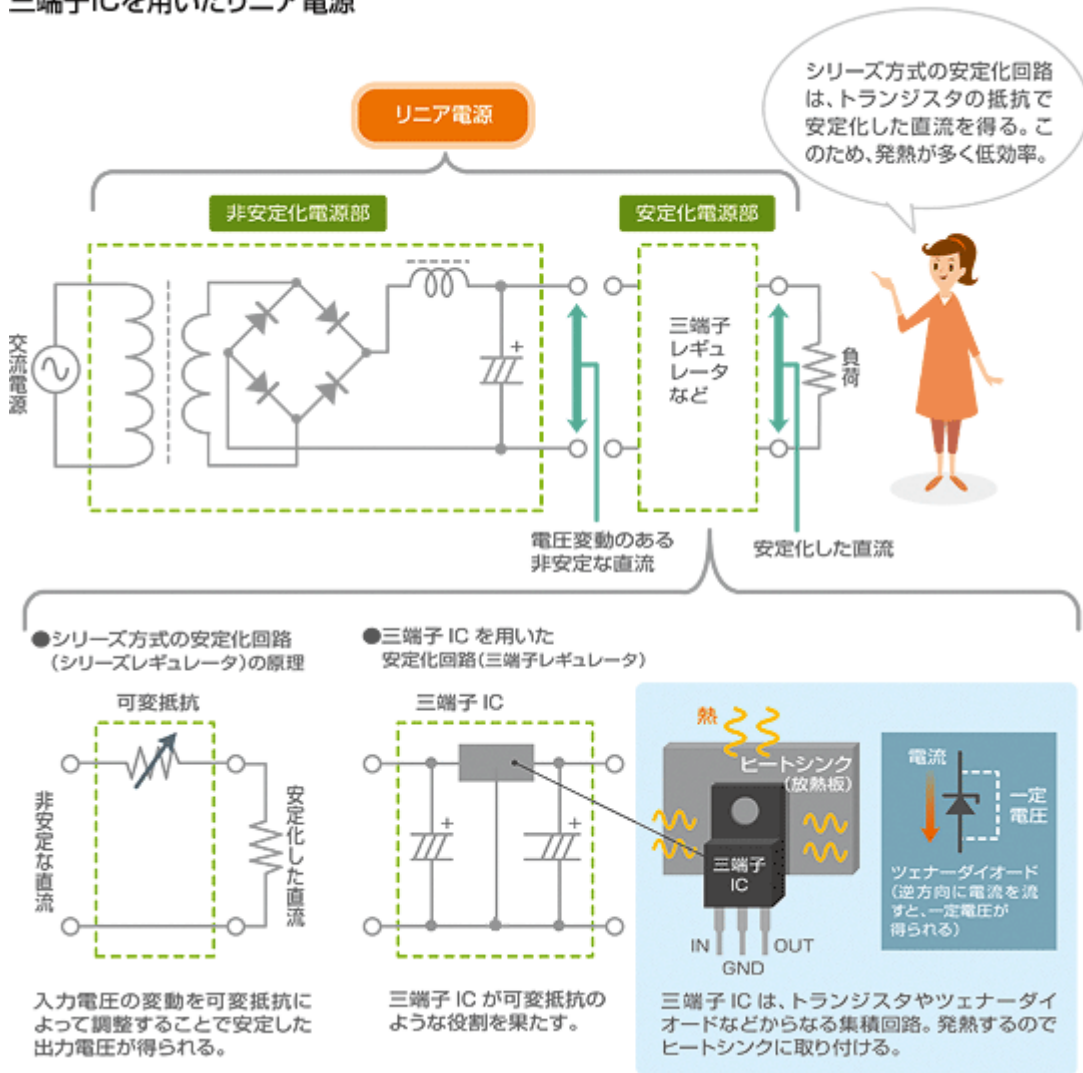 三端子ICを用いたリニア電源
シリーズ方式の安定化回路
は、トランジスタの抵抗で
安定化した直流を得る。こ
のため、発熱が多く低効率。
リニア電源
非安定化電源部
安定化電源部
交流電源
+
三端子
レギュ
レータ
など
負荷
電圧変動のある
非安定な直流
安定化した直流
●シリーズ方式の安定化回路
(シリーズレギュレータ)の原理
可変抵抗
非安定な直流
安定化した直流
入力電圧の変動を可変抵抗に
よって調整することで安定した
出力電圧が得られる。
●三端子 IC を用いた
安定化回路(三端子レギュレータ)
三端子 IC
+
+
三端子 IC が可変抵抗の
ような役割を果たす。
熱
ヒートシンク
(放熱板)
三端子
IC
IN
OUT
GND
電流
一定
電圧
ツェナーダイオード
(逆方向に電流を流
すと、一定電圧が
得られる)
三端子 IC は、トランジスタやツェナーダイ
オードなどからなる集積回路。発熱するので
ヒートシンクに取り付ける。